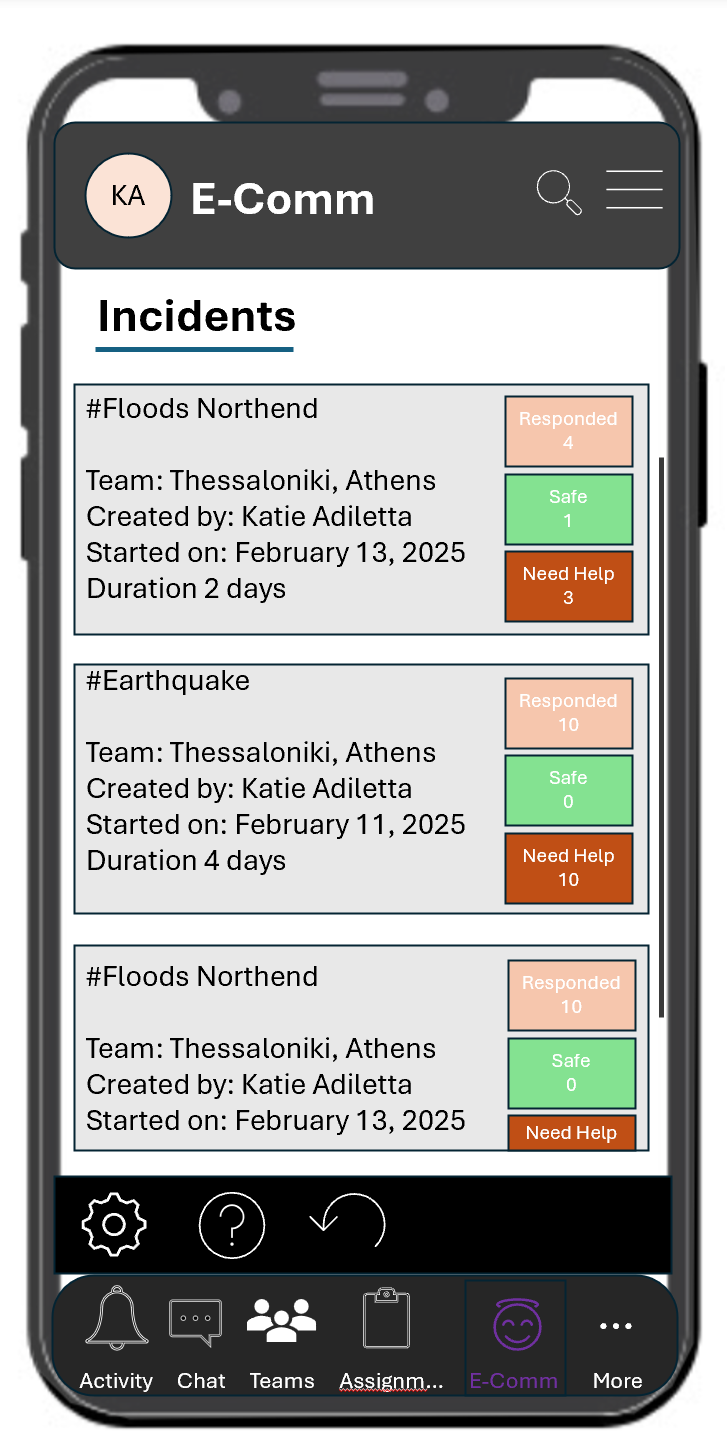 KA
E-Comm
Incidents
#Floods Northend
Team: Thessaloniki, Athens
Created by: Katie Adiletta
Started on: February 13, 2025
Duration 2 days
Responded
4
Safe
1
Need Help
3
#Earthquake
Team: Thessaloniki, Athens
Created by: Katie Adiletta
Started on: February 11, 2025
Duration 4 days
Responded
10
Safe
0
Need Help
10
#Floods Northend
Team: Thessaloniki, Athens
Created by: Katie Adiletta
Started on: February 13, 2025
Responded
10
Safe
0
Need Help
?
Activity
Chat
Teams
Assignm...
E-Comm
More